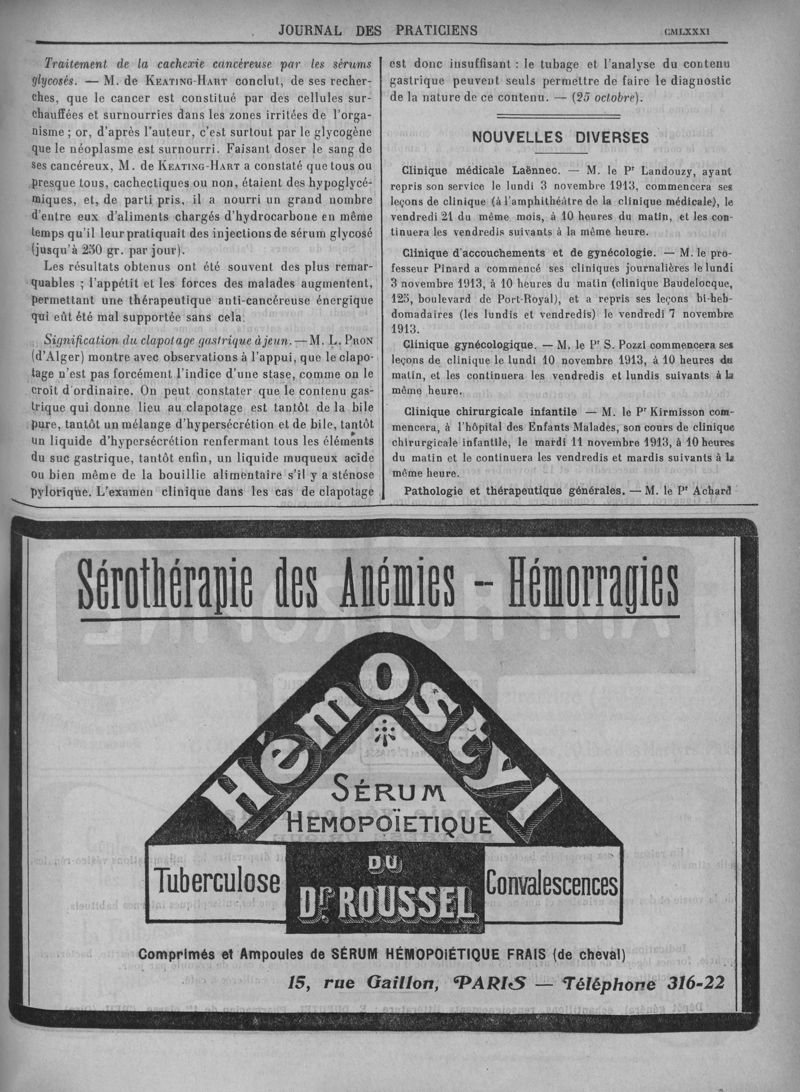 JOURNAL DES PRATICIENS
CMLXXXI
Traitement de la cachexie cancéreuse par les sérums
glycosés. — M. de KEATING-HART conclut, de ses recher-
ches, que le cancer est constitué par des cellules sur-
chauffées et surnourries dans les zones irritées de l'orga-
nisme ; or, d'après l'auteur, c'est surtout par le glycogène
que le néoplasme est surnourri. Faisant doser le sang de
ses cancéreux, M. de KEATING-HART a constaté que tous ou
presque tous, cachectiques ou non, étaient des hypoglycé-
miques, et, de parti pris, il a nourri un grand nombre
d'entre eux d'aliments chargés d'hydrocarbone en même
temps qu'il leur pratiquait des injections de sérum glycosé
(jusqu'à 250 gr. par jour).
Les résultats obtenus ont été souvent des plus remar-
quables ; l'appétit et les forces des malades augmentent,
permettant une thérapeutique anti-cancéreuse énergique
qui eût été mal supportée sans cela.
Signification du clapotage gastrique à jeun. — M. L. PRON
(d'Alger) montre avec observations à l'appui, que le clapo-
tage n'est pas forcément l'indice d'une stase, comme on le
croit d'ordinaire. On peut constater que le contenu gas-
trique qui donne lieu au clapotage est tantôt de la bile
pure, tantôt un mélange d'hypersécrétion et de bile, tantôt
un liquide d'hypersécrétion renfermant tous les éléments
du suc gastrique, tantôt enfin, un liquide muqueux acide
ou bien même de la bouillie alimentaire s'il y a sténose
pylorique. L'examen clinique dans les cas de clapotage
est donc insuffisant : le tubage et l'analyse du contenu
gastrique peuvent seuls permettre de faire le diagnostic
de la nature de ce contenu. — (25 octobre).
NOUVELLES DIVERSES
Clinique médicale Laënnec. — M. le Pr Landouzy, ayant
repris son service le lundi 3 novembre 1913, commencera ses
leçons de clinique (à l'amphithéâtre de la clinique médicale), le
vendredi 21 du même mois, à 10 heures du matin, et les con-
tinuera les vendredis suivants à la même heure.
Clinique d'accouchements et de gynécologie. — M. le pro-
fesseur Pinard a commencé ses cliniques journalières le lundi
3 novembre 1913, à 10 heures du matin (clinique Baudelocque,
125, boulevard de Port-Royal), et a repris ses leçons bi-heb-
domadaires (les lundis et vendredis) le vendredi 7 novembre
1913.
Clinique gynécologique. — M. le Pr S. Pozzi commencera ses
leçons de clinique le lundi 10 novembre 1913, à 10 heures du
matin, et les continuera les vendredis et lundis suivants à la
même heure.
Clinique chirurgicale infantile — M. le Pr Kirmisson com-
mencera, à l'hôpital des Enfants Malades, son cours de clinique
chirurgicale infantile, le mardi 11 novembre 1913, à 10 heures
du matin et le continuera les vendredis et mardis suivants à la
même heure.
Pathologie et thérapeutique générales. — M. le Pr Achard
Sérothérapie des Anémies — Hémorragies
HémOstyl
SÉRUM
HEMOPOÏETIQUE
Tuberculose
DU
Dr. ROUSSEL
Convalescences
Comprimés et Ampoules de SÉRUM HÉMOPOIÉTIQUE FRAIS (de cheval)
15, rue Gaillon, PARIS — Téléphone 316-22